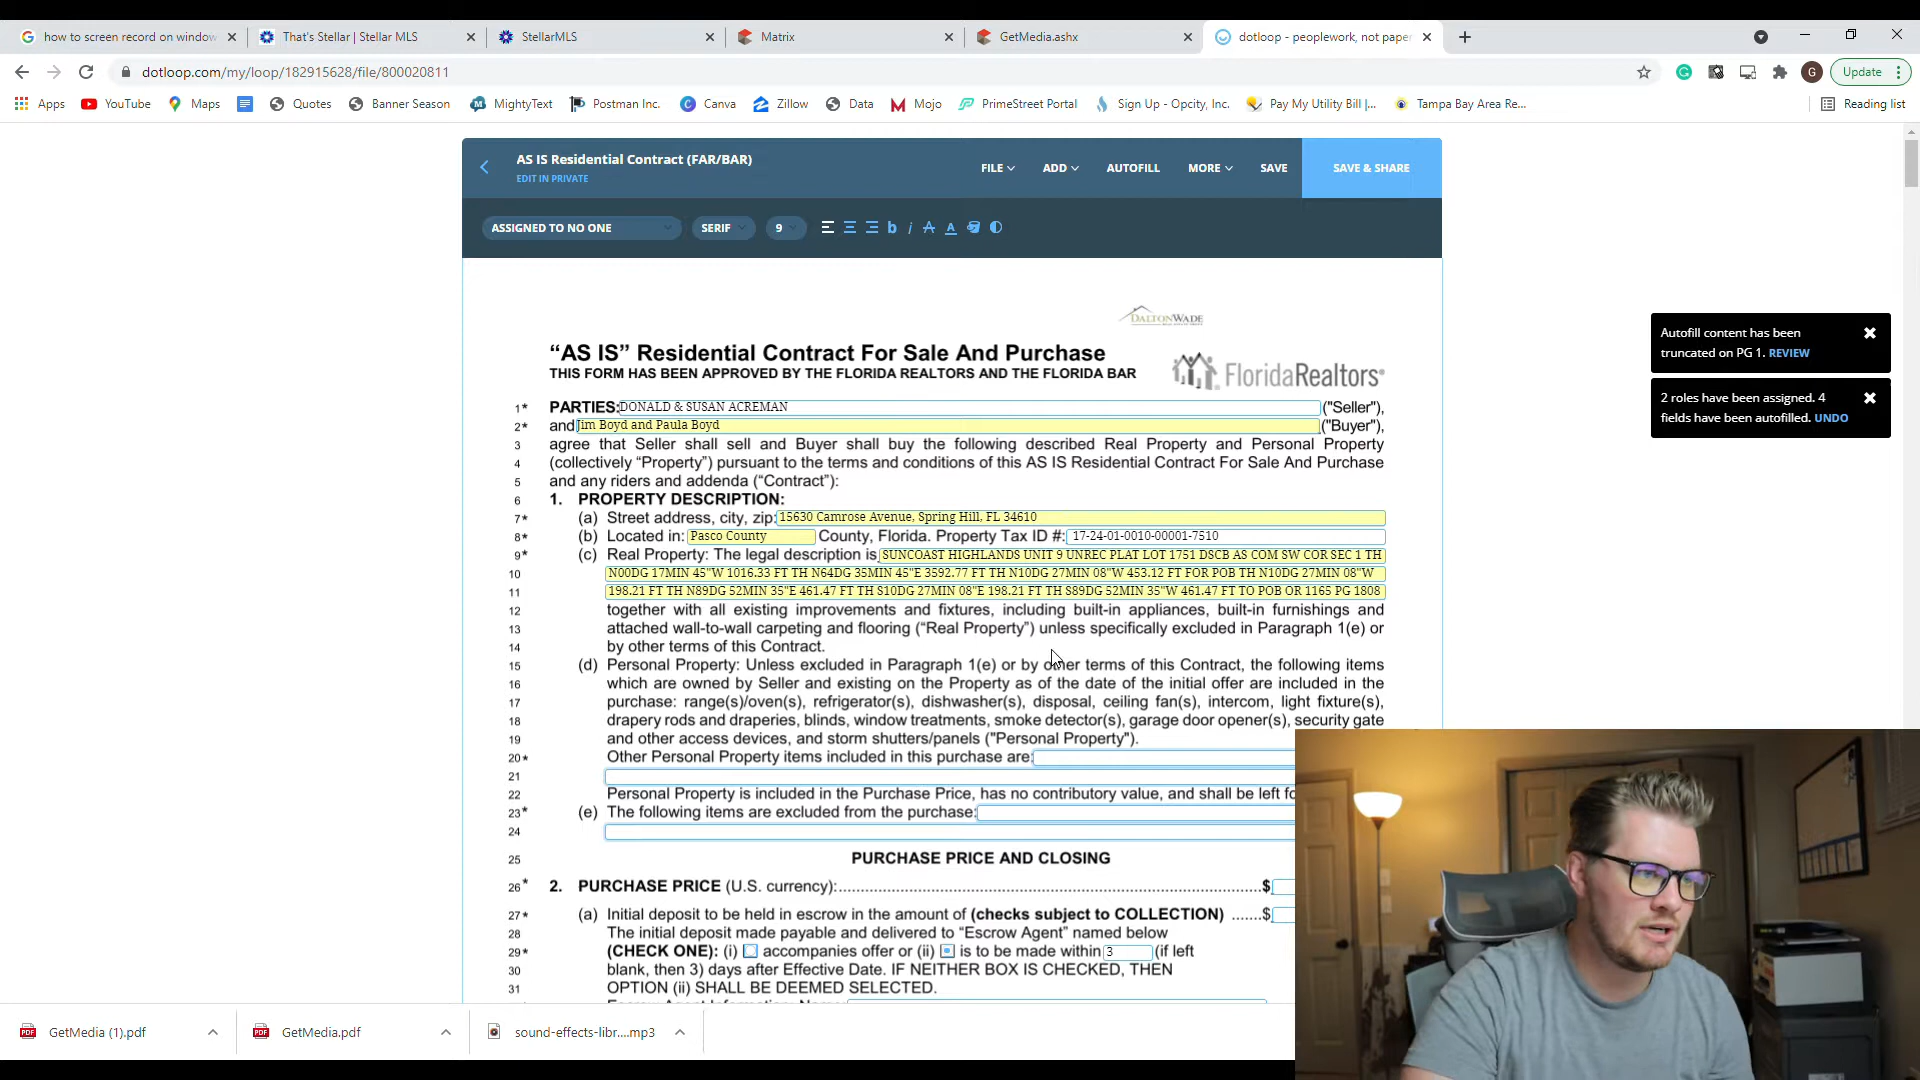 how to screen record on window
That's Stellar | Stellar MLS
StellarMLS
Matrix
GetMedia.ashx
dotloop - peoplework, not paper
dotloop.com/my/loop/182915628/file/800020811
G
Update
Apps
YouTube
Maps
Quotes
Banner Season
MightyText
Postman Inc.
Canva
Zillow
Data
Mojo
PrimeStreet Portal
Sign Up - Opcity, Inc.
Pay My Utility Bill |...
Tampa Bay Area Re...
Reading list
AS IS Residential Contract (FAR/BAR)
EDIT IN PRIVATE
FILE
ADD
AUTOFILL
MORE
SAVE
SAVE & SHARE
ASSIGNED TO NO ONE
SERIF
9
b
i
A
A
DALTONWADE
“AS IS” Residential Contract For Sale And Purchase
THIS FORM HAS BEEN APPROVED BY THE FLORIDA REALTORS AND THE FLORIDA BAR
FloridaRealtors®
1* PARTIES: DONALD & SUSAN ACREMAN ("Seller"),
2* and Jim Boyd and Paula Boyd ("Buyer"),
3 agree that Seller shall sell and Buyer shall buy the following described Real Property and Personal Property
4 (collectively “Property”) pursuant to the terms and conditions of this AS IS Residential Contract For Sale And Purchase
5 and any riders and addenda (“Contract”):
6 1. PROPERTY DESCRIPTION:
7* (a) Street address, city, zip: 15630 Camrose Avenue, Spring Hill, FL 34610
8* (b) Located in: Pasco County County, Florida. Property Tax ID #: 17-24-01-0010-00001-7510
9* (c) Real Property: The legal description is SUNCOAST HIGHLANDS UNIT 9 UNREC PLAT LOT 1751 DSCB AS COM SW COR SEC 1 TH
10 N00DG 17MIN 45"W 1016.33 FT TH N64DG 35MIN 45"E 3592.77 FT TH N10DG 27MIN 08"W 453.12 FT FOR POB TH N10DG 27MIN 08"W
11 198.21 FT TH N89DG 52MIN 35"E 461.47 FT TH S10DG 27MIN 08"E 198.21 FT TH S89DG 52MIN 35"W 461.47 FT TO POB OR 1165 PG 1808
12 together with all existing improvements and fixtures, including built-in appliances, built-in furnishings and
13 attached wall-to-wall carpeting and flooring (“Real Property”) unless specifically excluded in Paragraph 1(e) or
14 by other terms of this Contract.
15 (d) Personal Property: Unless excluded in Paragraph 1(e) or by other terms of this Contract, the following items
16 which are owned by Seller and existing on the Property as of the date of the initial offer are included in the
17 purchase: range(s)/oven(s), refrigerator(s), dishwasher(s), disposal, ceiling fan(s), intercom, light fixture(s),
18 drapery rods and draperies, blinds, window treatments, smoke detector(s), garage door opener(s), security gate
19 and other access devices, and storm shutters/panels ("Personal Property").
20* Other Personal Property items included in this purchase are:
21
22 Personal Property is included in the Purchase Price, has no contributory value, and shall be left fo
23* (e) The following items are excluded from the purchase:
24
25 PURCHASE PRICE AND CLOSING
26* 2. PURCHASE PRICE (U.S. currency):.......... $
27* (a) Initial deposit to be held in escrow in the amount of (checks subject to COLLECTION) .......$
28 The initial deposit made payable and delivered to “Escrow Agent” named below
29* (CHECK ONE): (i) accompanies offer or (ii) is to be made within 3 (if left
30 blank, then 3) days after Effective Date. IF NEITHER BOX IS CHECKED, THEN
31 OPTION (ii) SHALL BE DEEMED SELECTED.
Autofill content has been
truncated on PG 1. REVIEW
2 roles have been assigned. 4
fields have been autofilled. UNDO
GetMedia (1).pdf
GetMedia.pdf
sound-effects-libr....mp3